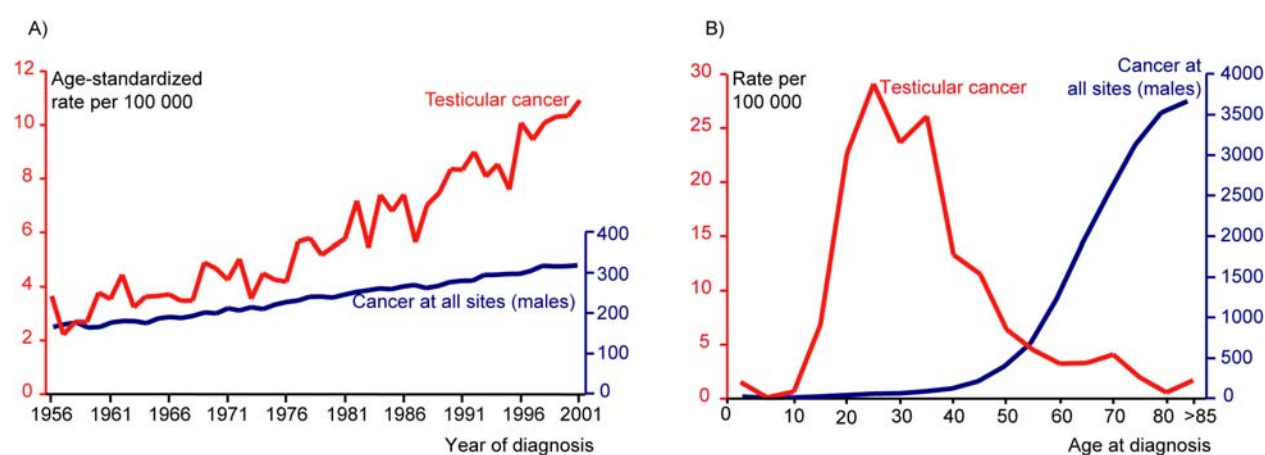 A)
12
10
8
6
4
2
0
Age-standardized
rate per 100 000
Testicular cancer
Cancer at all sites (males)
400
300
200
100
0
1956 1961 1966 1971 1976 1981 1986 1991 1996 2001
Year of diagnosis
B)
30
25
20
15
10
5
0
Rate per
100 000
Testicular cancer
Cancer at
all sites (males)
4000
3500
3000
2500
2000
1500
1000
500
0
0 10 20 30 40 50 60 70 80 >85
Age at diagnosis